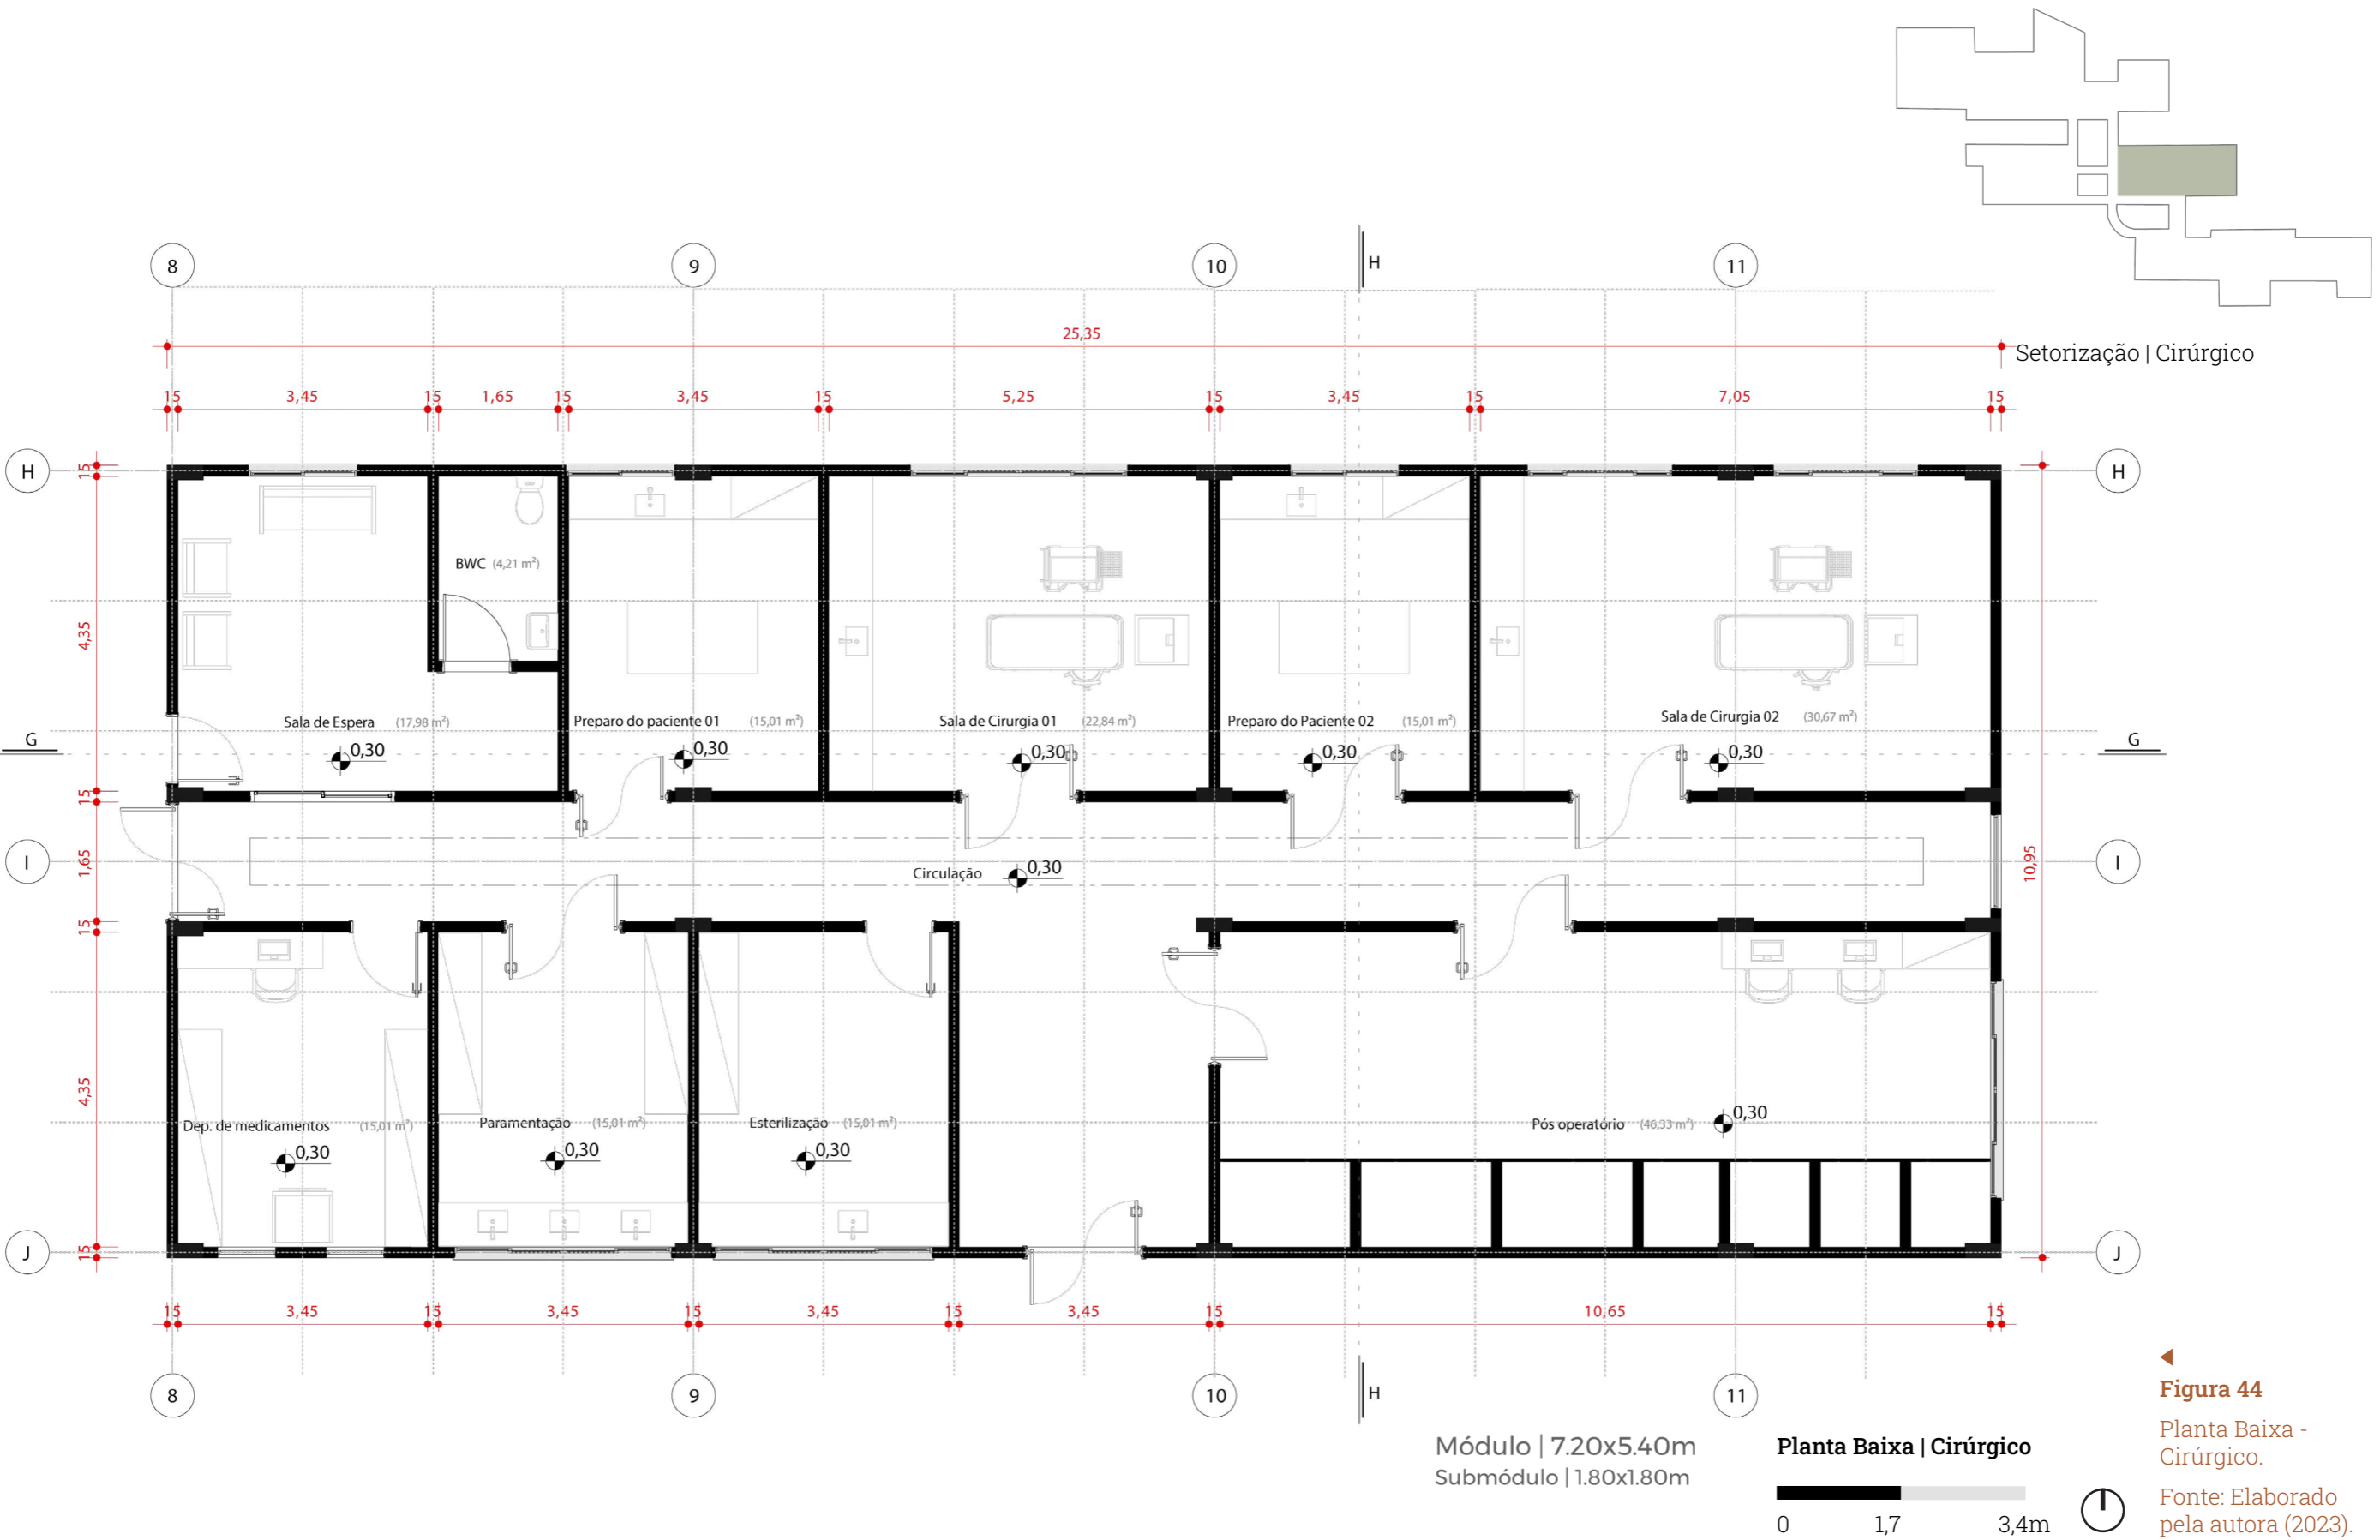 8
9
10
H
11
25,35
Setorização | Cirúrgico
15
3,45
15
1,65
15
3,45
15
5,25
15
3,45
15
7,05
15
H
15
H
BWC (4,21 m²)
4,35
Sala de Espera (17,98 m²)
Preparo do paciente 01 (15,01 m²)
Sala de Cirurgia 01 (22,84 m²)
Preparo do Paciente 02 (15,01 m²)
Sala de Cirurgia 02 (30,67 m²)
G
0,30
0,30
0,30
0,30
0,30
G
15
I
1,65
Circulação
0,30
10,95
I
15
4,35
Dep. de medicamentos (15,01 m²)
0,30
Paramentação (15,01 m²)
0,30
Esterilização (15,01 m²)
0,30
Pós operatório (46,33 m²)
0,30
J
15
J
15
3,45
15
3,45
15
3,45
15
3,45
15
10,65
15
8
9
10
H
11
Módulo | 7.20x5.40m
Submódulo | 1.80x1.80m
Planta Baixa | Cirúrgico
0 1,7 3,4m
Figura 44
Planta Baixa -
Cirúrgico.
Fonte: Elaborado
pela autora (2023).